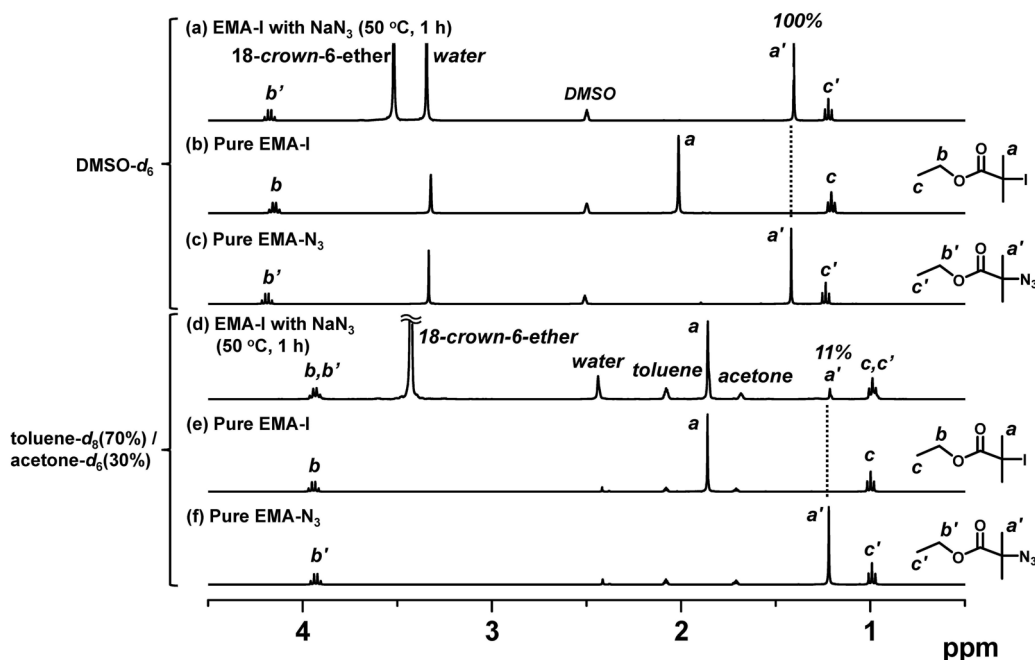 (a) EMA-I with NaN3 (50 °C, 1 h)
100%
18-crown-6-ether
water
a'
b'
DMSO
c'
(b) Pure EMA-I
a
b
c
O
b
a
c
O
I
DMSO-d6
(c) Pure EMA-N3
a'
b'
c'
O
b'
a'
c'
O
N3
(d) EMA-I with NaN3
(50 °C, 1 h)
18-crown-6-ether
a
b,b'
water
toluene
acetone
11%
a'
c,c'
toluene-d8(70%) /
acetone-d6(30%)
(e) Pure EMA-I
a
b
c
O
b
a
c
O
I
(f) Pure EMA-N3
a'
b'
c'
O
b'
a'
c'
O
N3
4
3
2
1
ppm